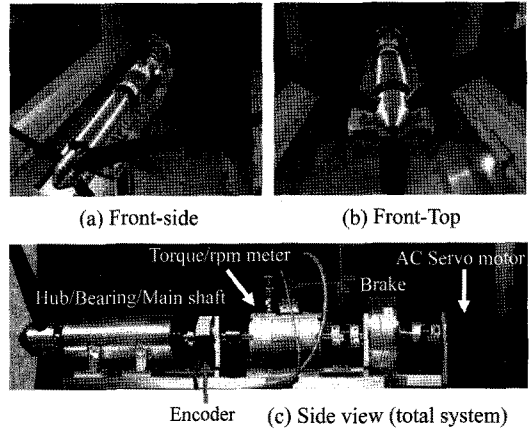 (a) Front-side
(b) Front-Top
Torque/rpm meter
AC Servo motor
Hub/Bearing/Main shaft
Brake
Encoder
(c) Side view (total system)